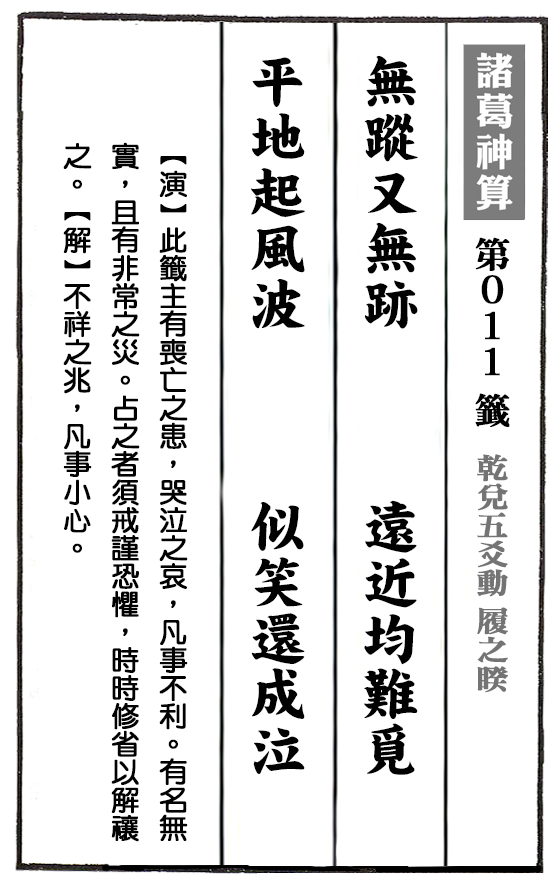 諸葛神算 第011籤 乾兌五爻動 履之睽
無蹤又無跡 遠近均難覓
平地起風波 似笑還成泣
【演】此籤主有喪亡之患，哭泣之哀，凡事不利。有名無
實，且有非常之災。占之者須戒謹恐懼，時時修省以解禳
之。【解】不祥之兆，凡事小心。